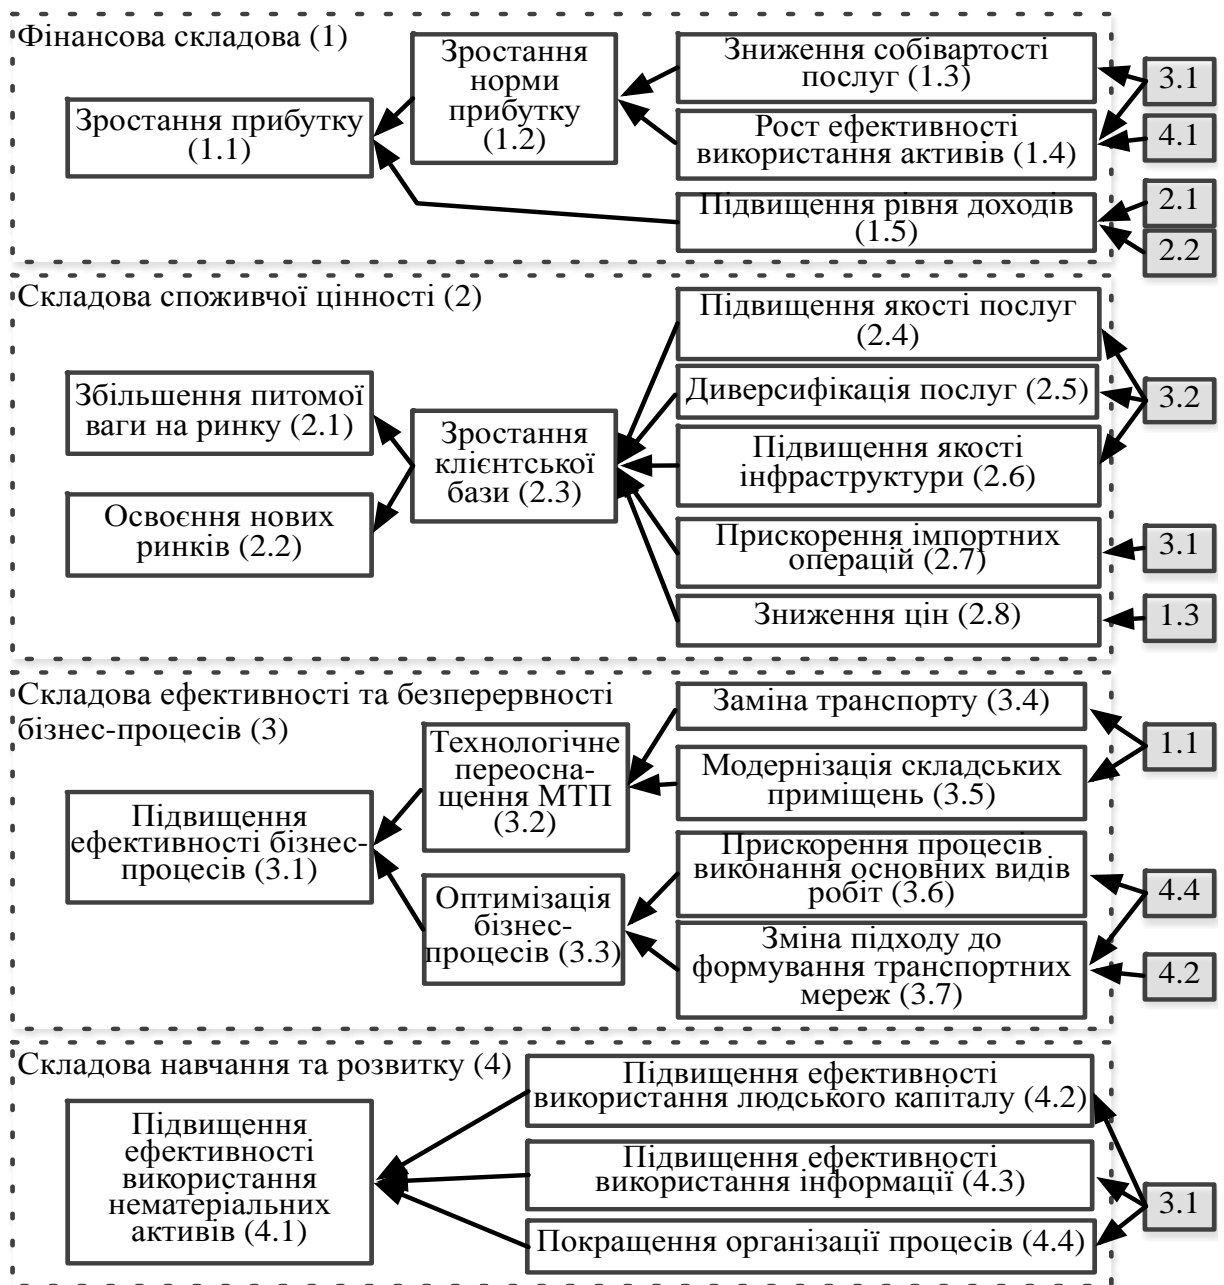 Фінансова складова (1)
Зростання прибутку
(1.1)
Зростання
норми
прибутку
(1.2)
Зниження собівартості
послуг (1.3)
Рост ефективності
використання активів (1.4)
Підвищення рівня доходів
(1.5)
3.1
4.1
2.1
2.2
Складова споживчої цінності (2)
Збільшення питомої
ваги на ринку (2.1)
Освоєння нових
ринків (2.2)
Зростання
клієнтської
бази (2.3)
Підвищення якості послуг
(2.4)
Диверсифікація послуг (2.5)
Підвищення якості
інфраструктури (2.6)
Прискорення імпортних
операцій (2.7)
Зниження цін (2.8)
3.2
3.1
1.3
Складова ефективності та безперервності
бізнес-процесів (3)
Підвищення
ефективності бізнес-
процесів (3.1)
Технологічне
переосна-
щення МТП
(3.2)
Оптимізація
бізнес-
процесів (3.3)
Заміна транспорту (3.4)
Модернізація складських
приміщень (3.5)
Прискорення процесів
виконання основних видів
робіт (3.6)
Зміна підходу до
формування транспортних
мереж (3.7)
1.1
4.4
4.2
Складова навчання та розвитку (4)
Підвищення
ефективності
використання
нематеріальних
активів (4.1)
Підвищення ефективності
використання людського капіталу (4.2)
Підвищення ефективності
використання інформації (4.3)
Покращення організації процесів (4.4)
3.1